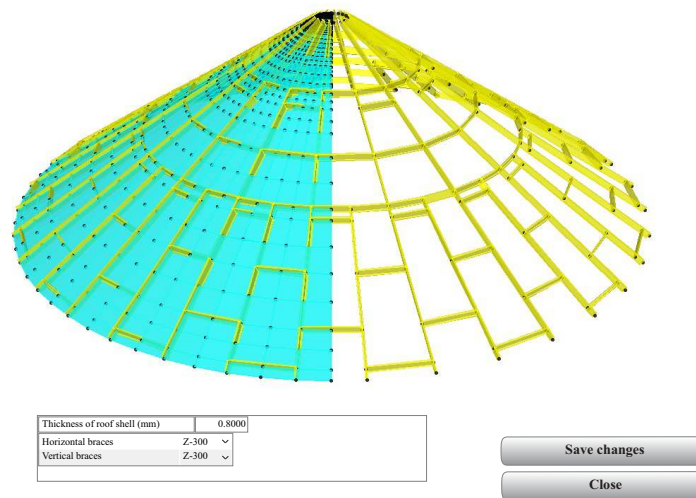 Thickness of roof shell (mm) 0.8000
Horizontal braces Z-300
Vertical braces Z-300
Save changes
Close